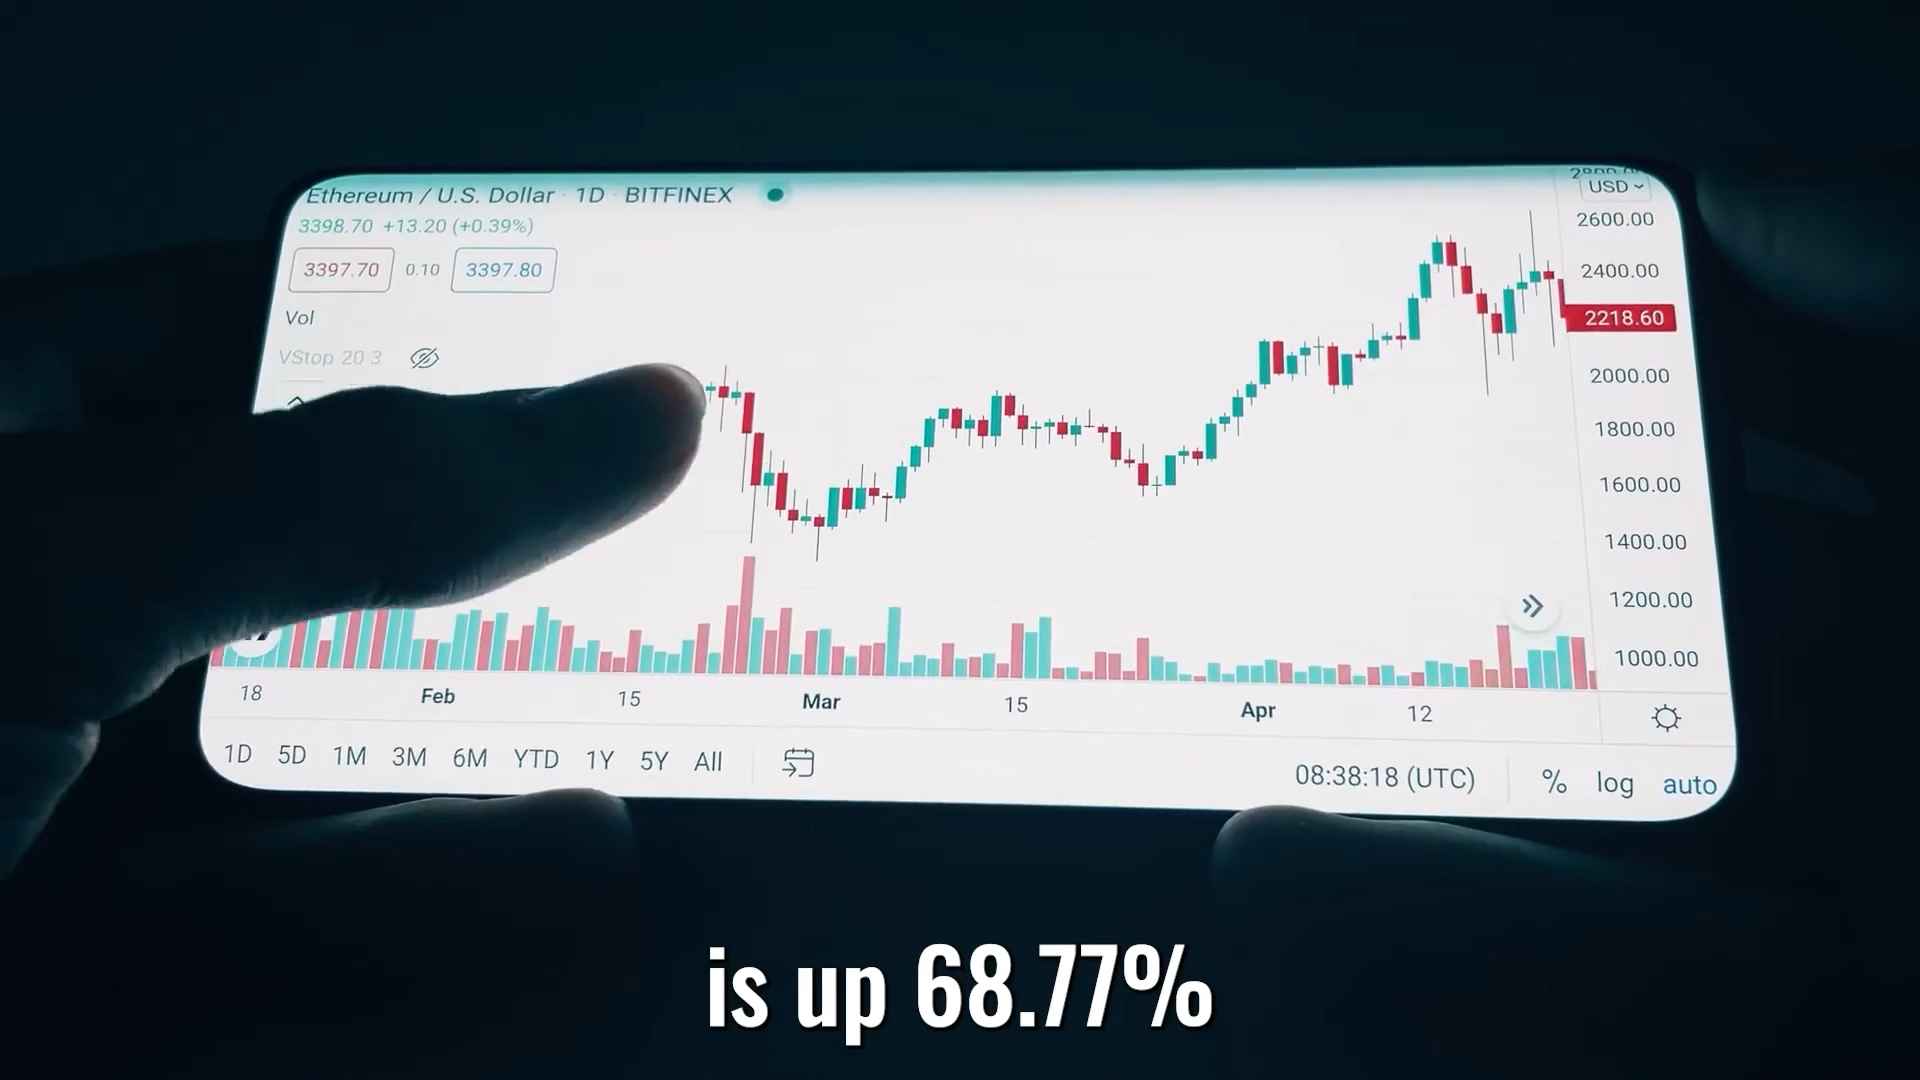 Ethereum / U.S. Dollar · 1D · BITFINEX
3398.70 +13.20 (+0.39%)
3397.70 0.10 3397.80
Vol
VStop 20 3
USD
2600.00
2400.00
2218.60
2000.00
1800.00
1600.00
1400.00
1200.00
1000.00
18 Feb 15 Mar 15 Apr 12
1D 5D 1M 3M 6M YTD 1Y 5Y All
08:38:18 (UTC) % log auto
is up 68.77%